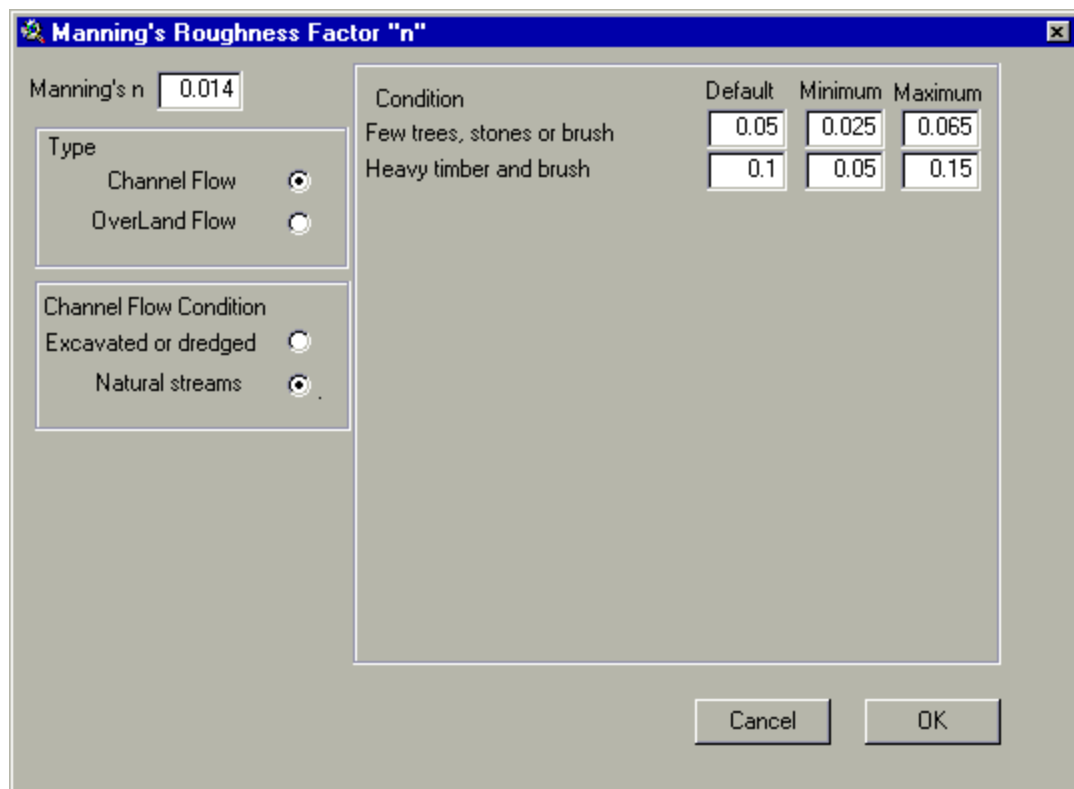 Manning's Roughness Factor "n"
Manning's n 0.014
Type
Channel Flow
OverLand Flow
Channel Flow Condition
Excavated or dredged
Natural streams .
Condition Default Minimum Maximum
Few trees, stones or brush 0.05 0.025 0.065
Heavy timber and brush 0.1 0.05 0.15
Cancel OK